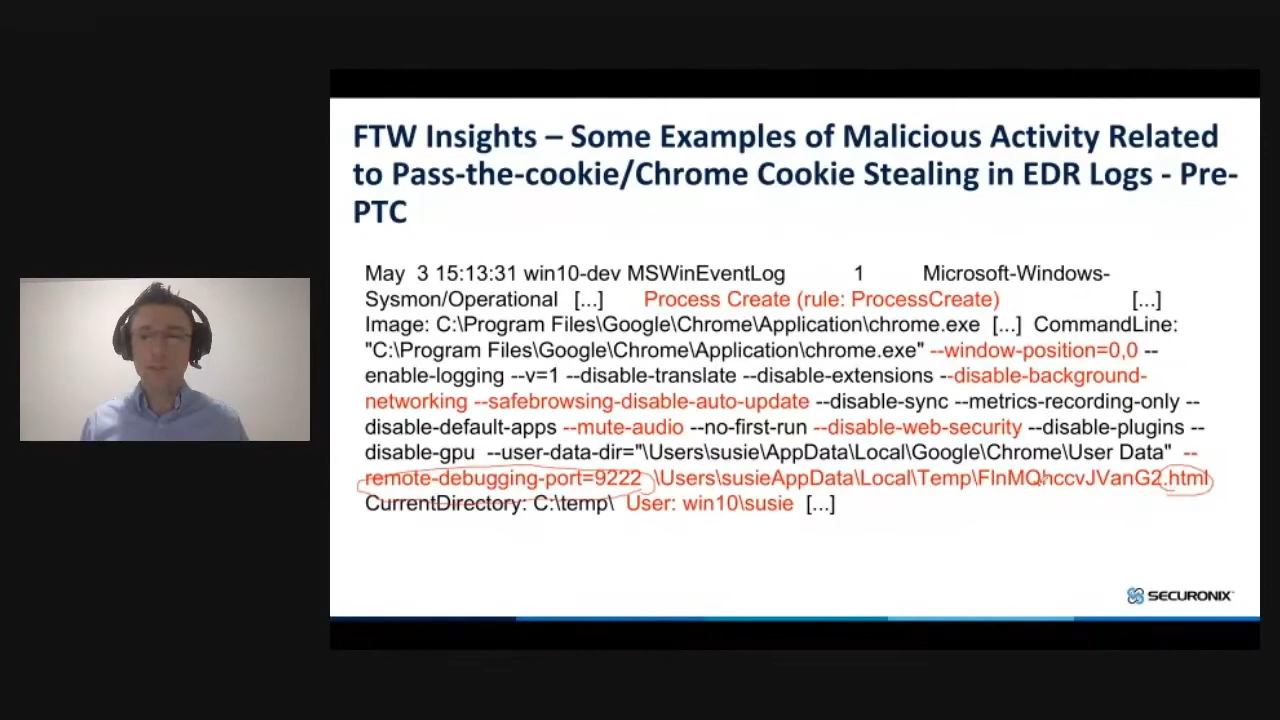 FTW Insights – Some Examples of Malicious Activity Related
to Pass-the-cookie/Chrome Cookie Stealing in EDR Logs - Pre-
PTC
May 3 15:13:31 win10-dev MSWinEventLog 1 Microsoft-Windows-
Sysmon/Operational [...] Process Create (rule: ProcessCreate) [...]
Image: C:\Program Files\Google\Chrome\Application\chrome.exe [...] CommandLine:
"C:\Program Files\Google\Chrome\Application\chrome.exe" --window-position=0,0 --
enable-logging --v=1 --disable-translate --disable-extensions --disable-background-
networking --safebrowsing-disable-auto-update --disable-sync --metrics-recording-only --
disable-default-apps --mute-audio --no-first-run --disable-web-security --disable-plugins --
disable-gpu --user-data-dir="\Users\susie\AppData\Local\Google\Chrome\User Data" --
remote-debugging-port=9222 \Users\susieAppData\Local\Temp\FlnMQhccvJVanG2.html
CurrentDirectory: C:\temp\ User: win10\susie [...]
SECURONIX